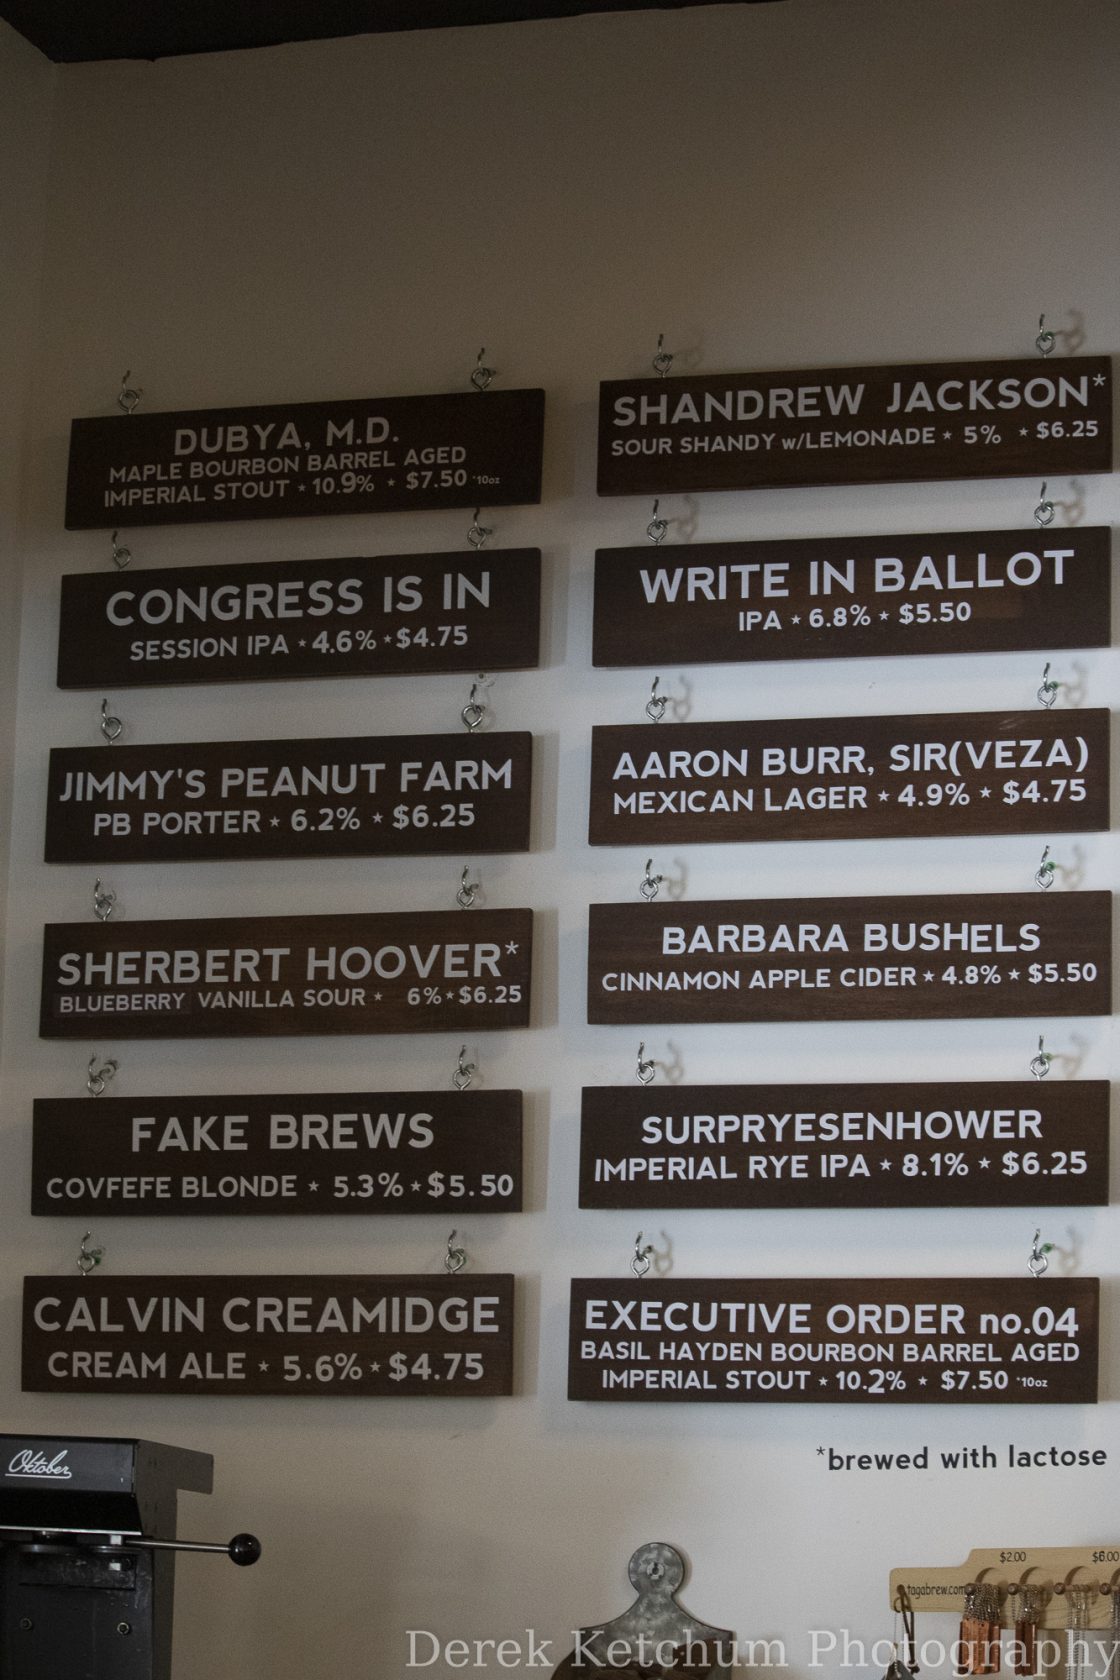 DUBYA, M.D.
MAPLE BOURBON BARREL AGED
IMPERIAL STOUT ★ 10.9% ★ $7.50 *10oz
CONGRESS IS IN
SESSION IPA ★ 4.6% ★ $4.75
JIMMY'S PEANUT FARM
PB PORTER ★ 6.2% ★ $6.25
SHERBERT HOOVER*
BLUEBERRY VANILLA SOUR ★ 6% ★ $6.25
FAKE BREWS
COVFEFE BLONDE ★ 5.3% ★ $5.50
CALVIN CREAMIDGE
CREAM ALE ★ 5.6% ★ $4.75
SHANDREW JACKSON*
SOUR SHANDY w/LEMONADE ★ 5% ★ $6.25
WRITE IN BALLOT
IPA ★ 6.8% ★ $5.50
AARON BURR, SIR(VEZA)
MEXICAN LAGER ★ 4.9% ★ $4.75
BARBARA BUSHELS
CINNAMON APPLE CIDER ★ 4.8% ★ $5.50
SURPRYESENHOWER
IMPERIAL RYE IPA ★ 8.1% ★ $6.25
EXECUTIVE ORDER no.04
BASIL HAYDEN BOURBON BARREL AGED
IMPERIAL STOUT ★ 10.2% ★ $7.50 *10oz
*brewed with lactose
Oktober
$2.00 $6.00
tagabrew.com
Derek Ketchum Photography